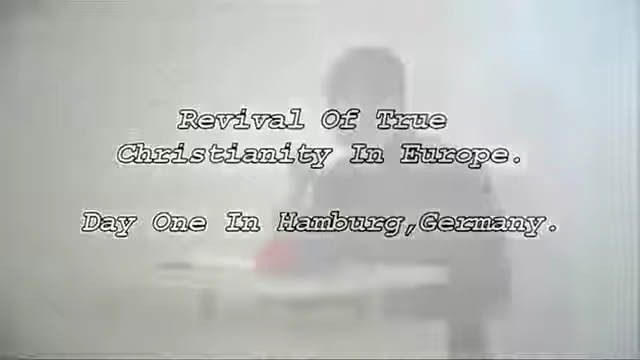 Revival Of True
Christianity In Europe.
Day One In Hamburg,Germany.